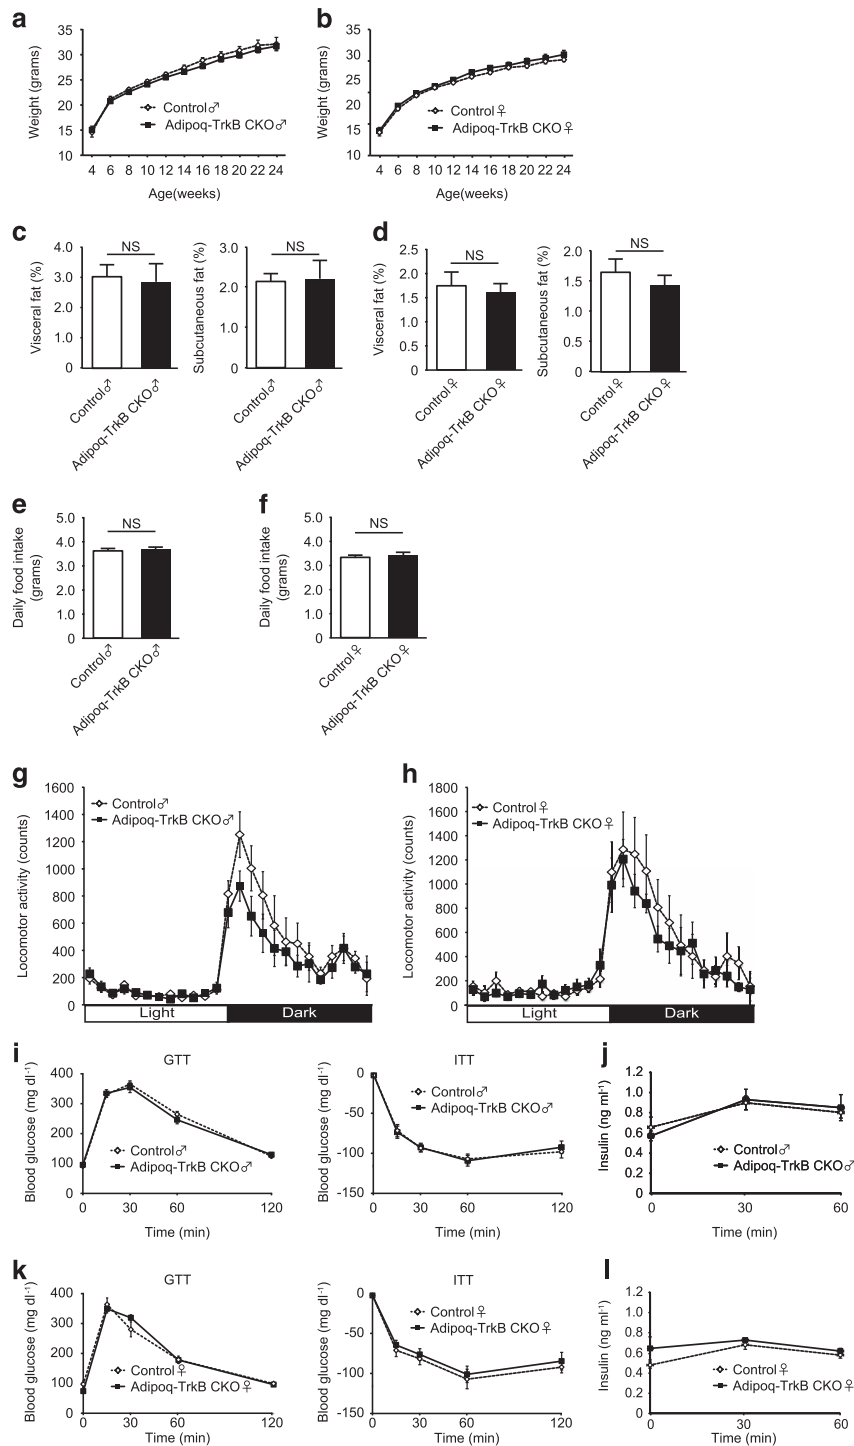 a
Weight (grams)
35
30
25
20
15
10
Control♂
Adipoq-TrkB CKO♂
4 6 8 10 12 14 16 18 20 22 24
Age(weeks)
b
Weight (grams)
35
30
25
20
15
10
Control♀
Adipoq-TrkB CKO♀
4 6 8 10 12 14 16 18 20 22 24
Age(weeks)
c
Visceral fat (%)
4.0
3.0
2.0
1.0
0
NS
Control♂
Adipoq-TrkB CKO♂
Subcutaneous fat (%)
3.0
2.0
1.0
0
NS
Control♂
Adipoq-TrkB CKO♂
d
Visceral fat (%)
2.5
2.0
1.5
1.0
0.5
0
NS
Control♀
Adipoq-TrkB CKO♀
Subcutaneous fat (%)
2.0
1.5
1.0
0.5
0
NS
Control♀
Adipoq-TrkB CKO♀
e
Daily food intake
(grams)
5.0
4.0
3.0
2.0
1.0
0
NS
Control♂
Adipoq-TrkB CKO♂
f
Daily food intake
(grams)
5.0
4.0
3.0
2.0
1.0
0
NS
Control♀
Adipoq-TrkB CKO♀
g
Locomotor activity (counts)
1600
1400
1200
1000
800
600
400
200
0
Control♂
Adipoq-TrkB CKO♂
Light Dark
h
Locomotor activity (counts)
1800
1600
1400
1200
1000
800
600
400
200
0
Control♀
Adipoq-TrkB CKO♀
Light Dark
i
GTT
Blood glucose (mg dl⁻¹)
400
300
200
100
0
Control♂
Adipoq-TrkB CKO♂
0 30 60 120
Time (min)
ITT
Blood glucose (mg dl⁻¹)
0
-50
-100
-150
Control♂
Adipoq-TrkB CKO♂
0 30 60 120
Time (min)
j
Insulin (ng ml⁻¹)
1.2
1.0
0.8
0.6
0.4
0.2
0
Control♂
Adipoq-TrkB CKO♂
0 30 60
Time (min)
k
GTT
Blood glucose (mg dl⁻¹)
400
300
200
100
0
Control♀
Adipoq-TrkB CKO♀
0 30 60 120
Time (min)
ITT
Blood glucose (mg dl⁻¹)
0
-50
-100
-150
Control♀
Adipoq-TrkB CKO♀
0 30 60 120
Time (min)
l
Insulin (ng ml⁻¹)
1.2
1.0
0.8
0.6
0.4
0.2
0
Control♀
Adipoq-TrkB CKO♀
0 30 60
Time (min)